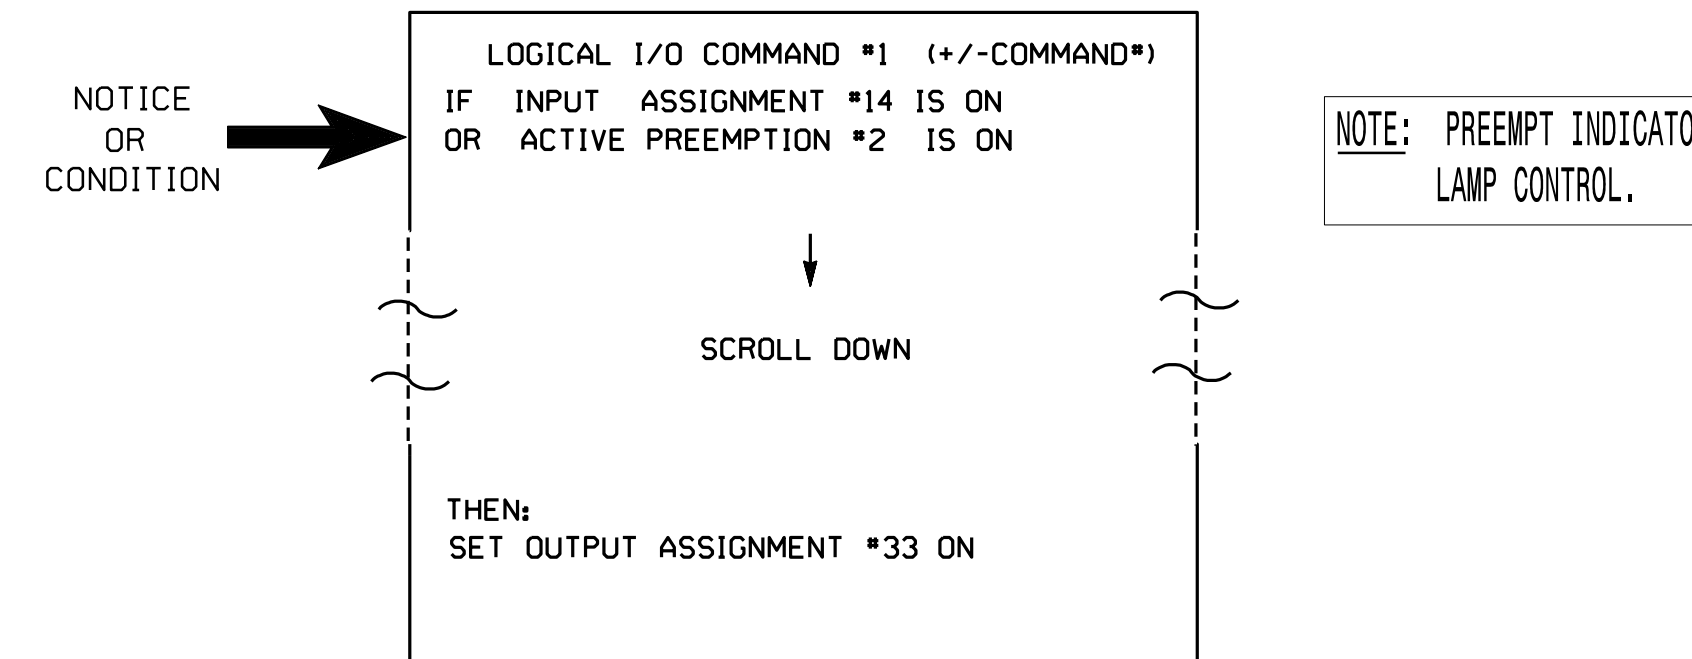 LOGICAL I/O COMMAND #1 (+/-COMMAND#)
NOTICE
OR
CONDITION
IF INPUT ASSIGNMENT #14 IS ON
OR ACTIVE PREEMPTION #2 IS ON
NOTE: PREEMPT INDICATO
LAMP CONTROL.
SCROLL DOWN
THEN:
SET OUTPUT ASSIGNMENT #33 ON